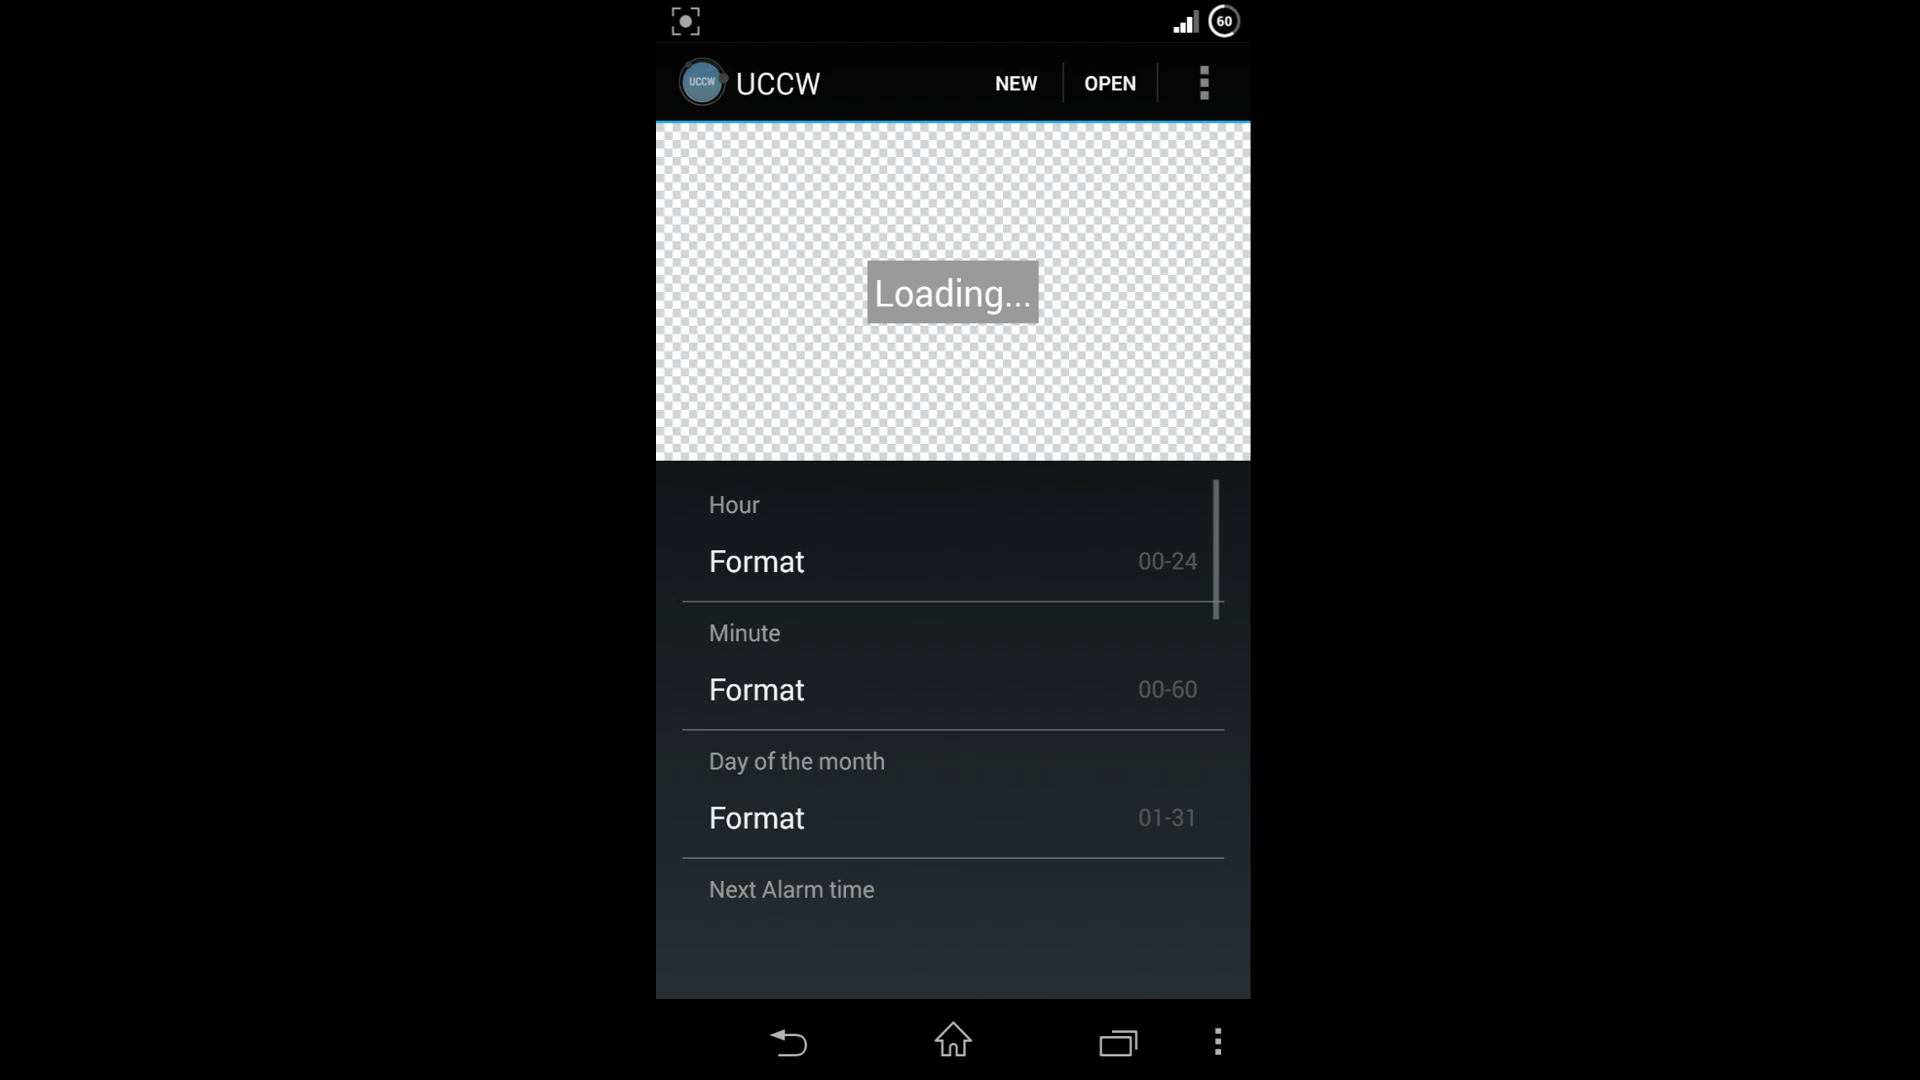 60
UCCW UCCW NEW OPEN
Loading...
Hour
Format 00-24
Minute
Format 00-60
Day of the month
Format 01-31
Next Alarm time